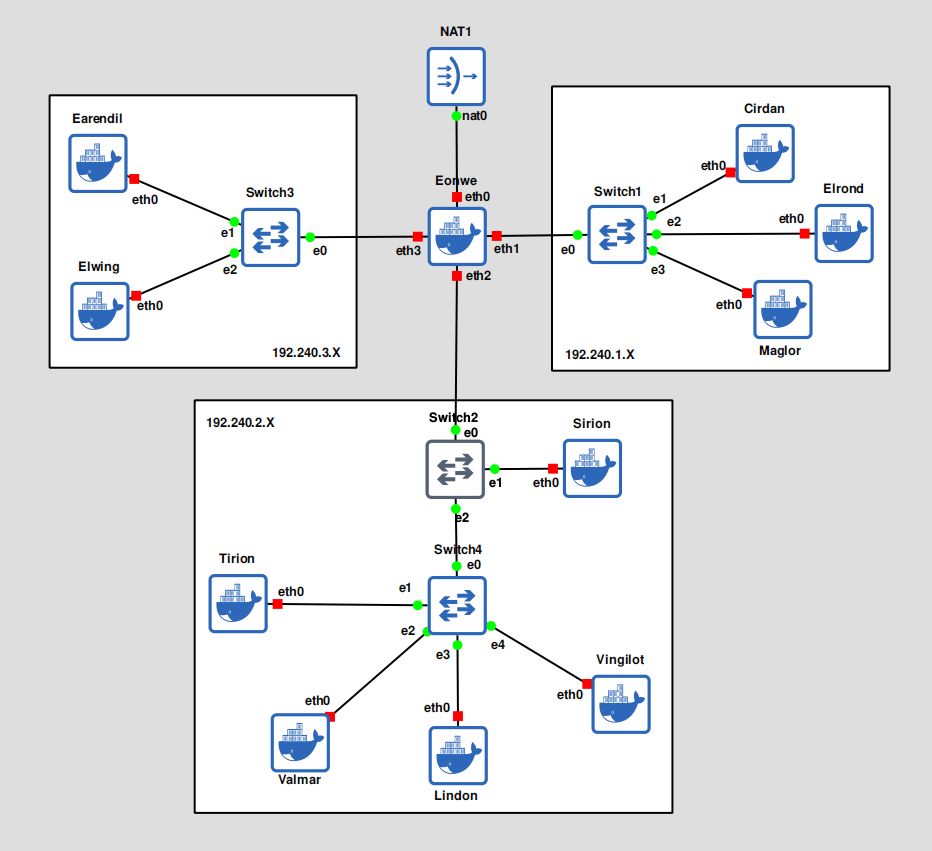 NAT1
nat0
Earendil
eth0
Switch3
e1
e2
e0
Elwing
eth0
192.240.3.X
Eonwe
eth0
eth3
eth1
eth2
Cirdan
eth0
Switch1
e1
e2
e0
e3
Elrond
eth0
eth0
Maglor
192.240.1.X
192.240.2.X
Switch2
e0
Sirion
e1
eth0
e2
Switch4
e0
Tirion
eth0
e1
e2
e3
e4
Vingilot
eth0
eth0
Valmar
eth0
Lindon